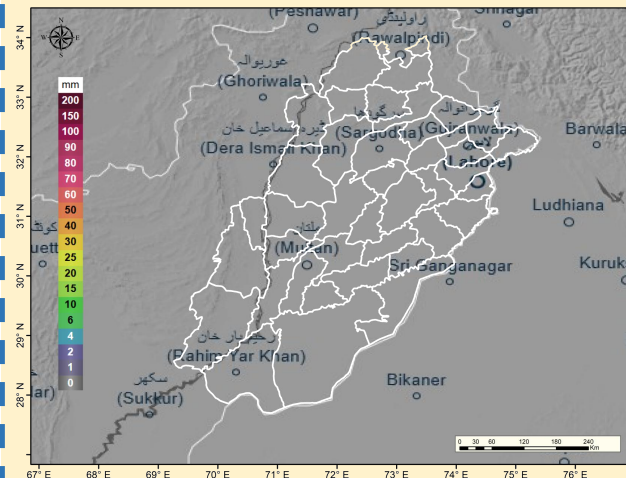 (Peshawar)
راولپنڈی
(Rawalpindi)
Srinagar
34° N
N
W
E
S
غوریوالہ
(Ghoriwala)
33° N
mm
200
150
100
90
80
70
60
50
40
30
25
20
15
10
6
4
2
1
0
ڈیرہ اسماعیل خان
(Dera Ismail Khan)
سرگودھا
(Sargodha)
گوجرانوالہ
(Gujranwala)
Barwala
32° N
لاہور
(Lahore)
Ludhiana
31° N
ملتان
(Multan)
کوئٹہ
uett
Sri Ganganagar
Kuruk
30° N
29° N
رحیم یار خان
(Rahim Yar Khan)
سکھر
(Sukkur)
Bikaner
lar)
28° N
0 30 60 120 180 240
Km
67° E 68° E 69° E 70° E 71° E 72° E 73° E 74° E 75° E 76° E